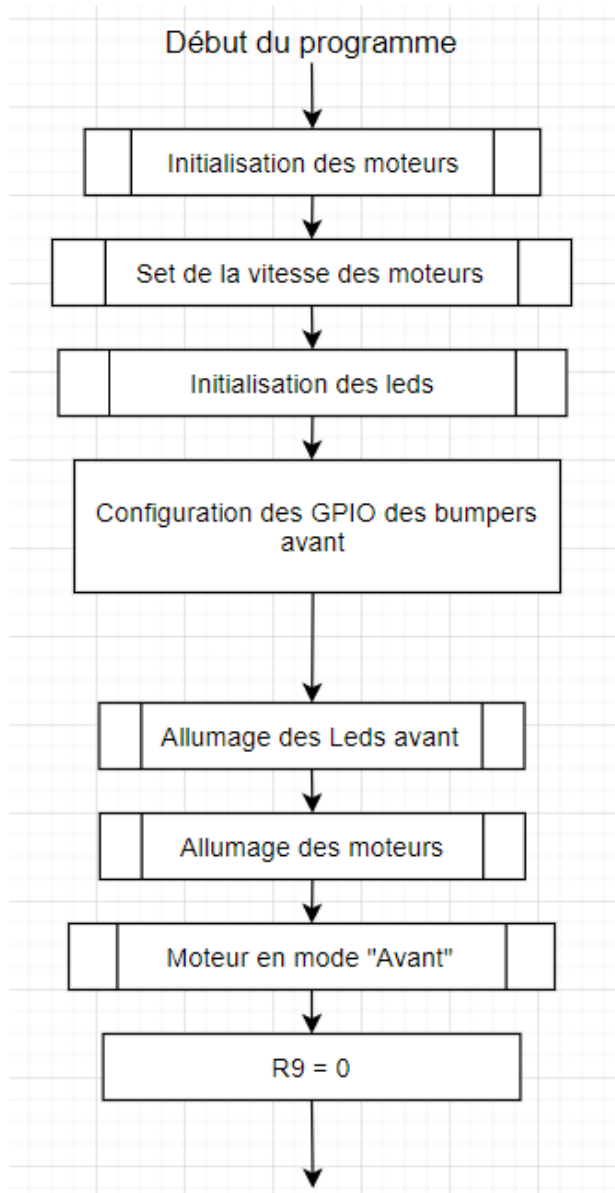 Début du programme
Initialisation des moteurs
Set de la vitesse des moteurs
Initialisation des leds
Configuration des GPIO des bumpers
avant
Allumage des Leds avant
Allumage des moteurs
Moteur en mode "Avant"
R9 = 0